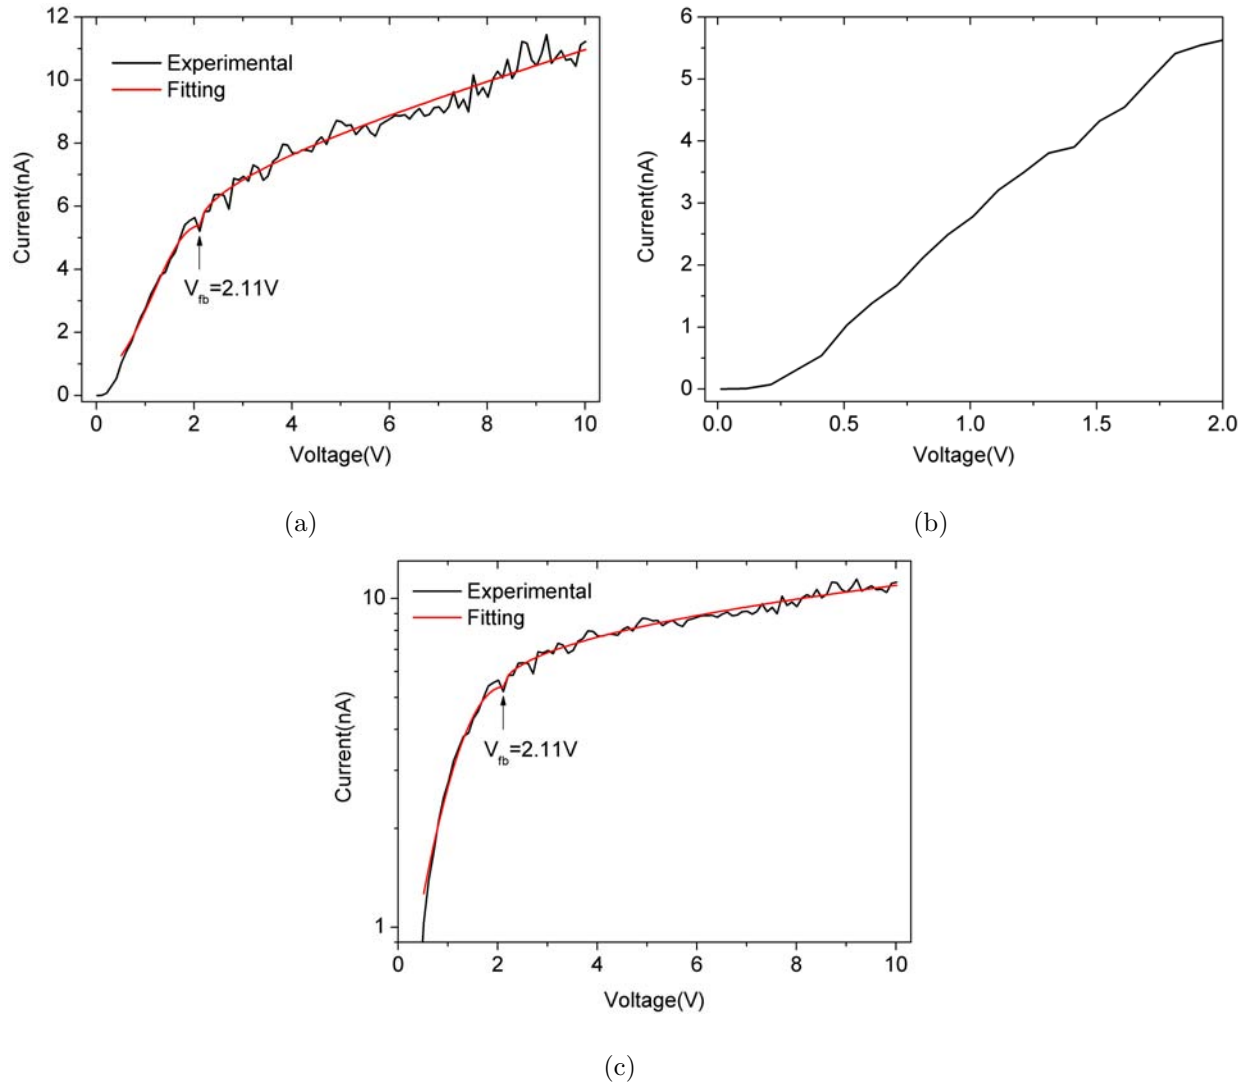 12
10
8
6
4
2
0
Current(nA)
Experimental
Fitting
V_fb=2.11V
0 2 4 6 8 10
Voltage(V)
(a)
6
5
4
3
2
1
0
Current(nA)
0.0 0.5 1.0 1.5 2.0
Voltage(V)
(b)
10
1
Current(nA)
Experimental
Fitting
V_fb=2.11V
0 2 4 6 8 10
Voltage(V)
(c)